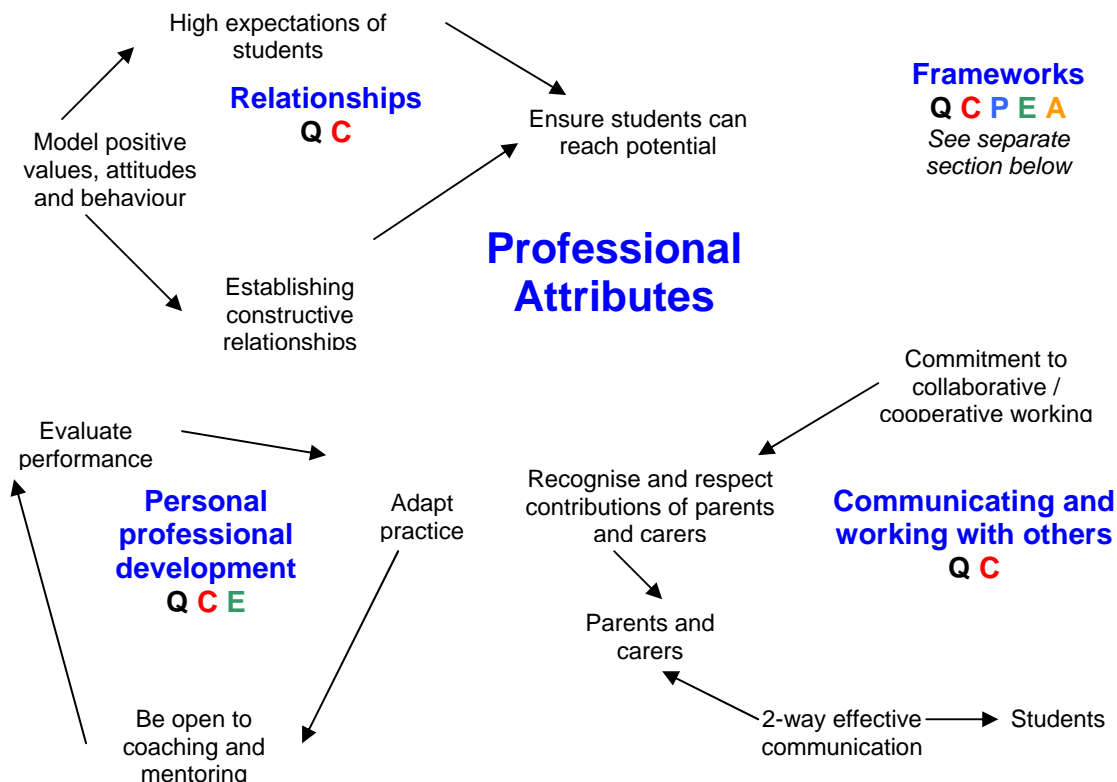 High expectations of
students
Relationships
Q C
Model positive
values, attitudes
and behaviour
Ensure students can
reach potential
Establishing
constructive
relationships
Frameworks
Q C P E A
See separate
section below
Professional
Attributes
Evaluate
performance
Personal
professional
development
Q C E
Adapt
practice
Be open to
coaching and
mentoring
Commitment to
collaborative /
cooperative working
Recognise and respect
contributions of parents
and carers
Communicating and
working with others
Q C
Parents and
carers
2-way effective
communication
Students